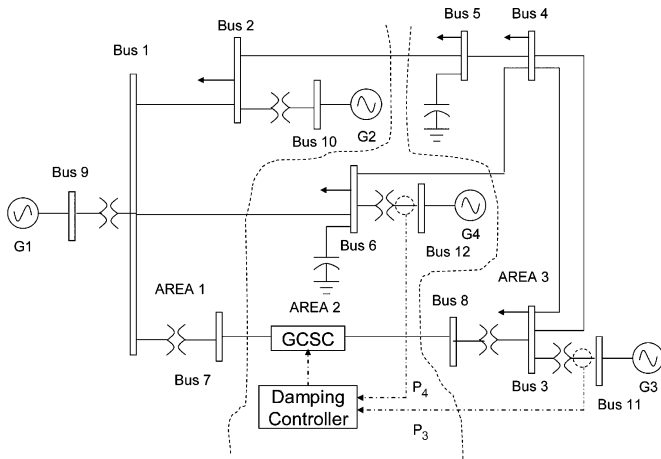 Bus 5
Bus 4
Bus 2
Bus 1
Bus 10
G2
Bus 9
G1
Bus 6
G4
Bus 12
AREA 1
AREA 2
AREA 3
Bus 8
GCSC
Bus 7
Bus 3
G3
Bus 11
Damping
Controller
P4
P3